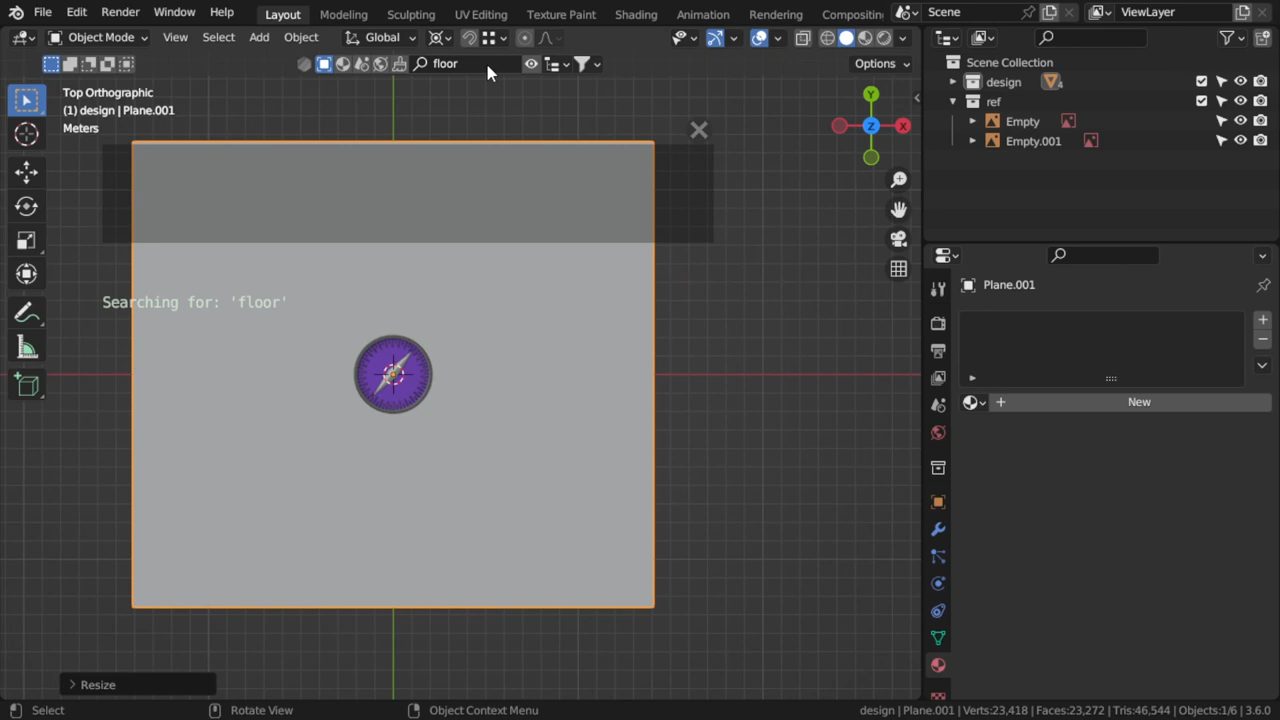 File Edit Render Window Help Layout Modeling Sculpting UV Editing Texture Paint Shading Animation Rendering Compositin Scene ViewLayer
Object Mode View Select Add Object Global
floor Options
Top Orthographic
(1) design | Plane.001
Meters
Y
Z X
Searching for: 'floor'
Resize
Scene Collection
design 4
ref
Empty
Empty.001
Plane.001
New
Select Rotate View Object Context Menu design | Plane.001 Verts:23,418 Faces:23,272 Tris:46,544 Objects:1/6 3.6.0